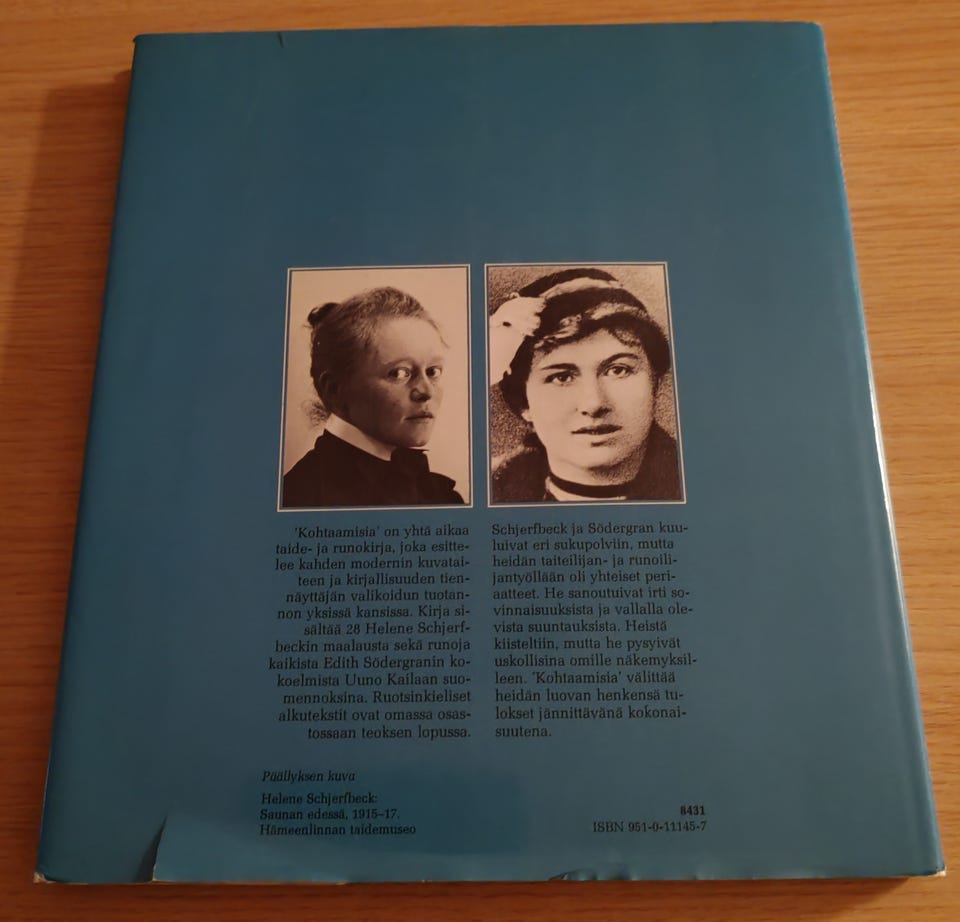 'Kohtaamisia' on yhtä aikaa
taide- ja runokirja, joka esitte-
lee kahden modernin kuvatai-
teen ja kirjallisuuden tien-
näyttäjän valikoidun tuotan-
non yksissä kansissa. Kirja si-
sältää 28 Helene Schjerf-
beckin maalausta sekä runoja
kaikista Edith Södergranin ko-
koelmista Uuno Kailaan suo-
mennoksina. Ruotsinkieliset
alkutekstit ovat omassa osas-
tossaan teoksen lopussa.
Schjerfbeck ja Södergran kuu-
luivat eri sukupolviin, mutta
heidän taiteilijan- ja runoili-
jantyöllään oli yhteiset peri-
aatteet. He sanoutuivat irti so-
vinnaisuuksista ja vallalla ole-
vista suuntauksista. Heistä
kiisteltiin, mutta he pysyivät
uskollisina omille näkemyksil-
leen. 'Kohtaamisia' välittää
heidän luovan henkensä tu-
lokset jännittävänä kokonai-
suutena.
Päällyksen kuva
Helene Schjerfbeck:
Saunan edessä, 1915–17.
Hämeenlinnan taidemuseo
8431
ISBN 951-0-11145-7